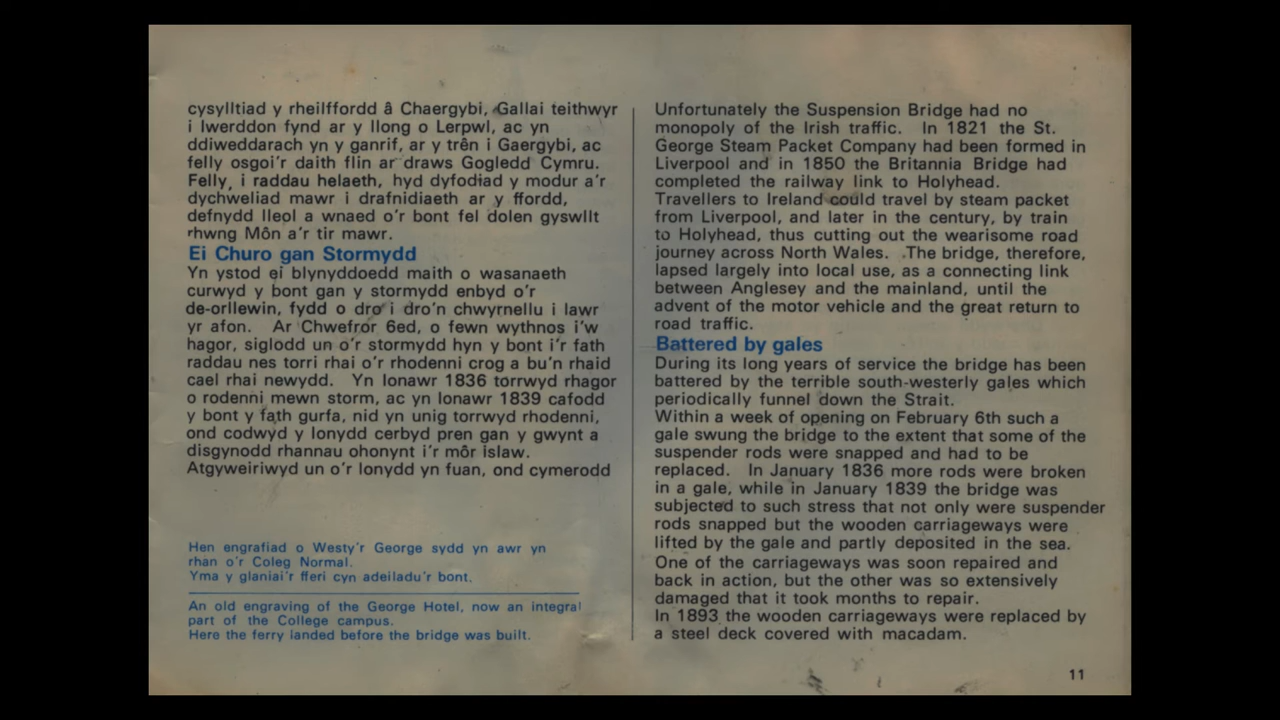 cysylltiad y rheilffordd â Chaergybi. Gallai teithwyr
i Iwerddon fynd ar y llong o Lerpwl, ac yn
ddiweddarach yn y ganrif, ar y trên i Gaergybi, ac
felly osgoi'r daith flin ar draws Gogledd Cymru.
Felly, i raddau helaeth, hyd dyfodiad y modur a'r
dychweliad mawr i drafnidiaeth ar y ffordd,
defnydd lleol a wnaed o'r bont fel dolen gyswllt
rhwng Môn a'r tir mawr.
Ei Churo gan Stormydd
Yn ystod ei blynyddoedd maith o wasanaeth
curwyd y bont gan y stormydd enbyd o'r
de-orllewin, fydd o dro i dro'n chwyrnellu i lawr
yr afon. Ar Chwefror 6ed, o fewn wythnos i'w
hagor, siglodd un o'r stormydd hyn y bont i'r fath
raddau nes torri rhai o'r rhodenni crog a bu'n rhaid
cael rhai newydd. Yn Ionawr 1836 torrwyd rhagor
o rodenni mewn storm, ac yn Ionawr 1839 cafodd
y bont y fath gurfa, nid yn unig torrwyd rhodenni,
ond codwyd y lonydd cerbyd pren gan y gwynt a
disgynodd rhannau ohonynt i'r môr islaw.
Atgyweiriwyd un o'r lonydd yn fuan, ond cymerodd
Hen engrafiad o Westy'r George sydd yn awr yn
rhan o'r Coleg Normal.
Yma y glaniai'r fferi cyn adeiladu'r bont.
An old engraving of the George Hotel, now an integral
part of the College campus.
Here the ferry landed before the bridge was built.
Unfortunately the Suspension Bridge had no
monopoly of the Irish traffic. In 1821 the St.
George Steam Packet Company had been formed in
Liverpool and in 1850 the Britannia Bridge had
completed the railway link to Holyhead.
Travellers to Ireland could travel by steam packet
from Liverpool, and later in the century, by train
to Holyhead, thus cutting out the wearisome road
journey across North Wales. The bridge, therefore,
lapsed largely into local use, as a connecting link
between Anglesey and the mainland, until the
advent of the motor vehicle and the great return to
road traffic.
Battered by gales
During its long years of service the bridge has been
battered by the terrible south-westerly gales which
periodically funnel down the Strait.
Within a week of opening on February 6th such a
gale swung the bridge to the extent that some of the
suspender rods were snapped and had to be
replaced. In January 1836 more rods were broken
in a gale, while in January 1839 the bridge was
subjected to such stress that not only were suspender
rods snapped but the wooden carriageways were
lifted by the gale and partly deposited in the sea.
One of the carriageways was soon repaired and
back in action, but the other was so extensively
damaged that it took months to repair.
In 1893 the wooden carriageways were replaced by
a steel deck covered with macadam.
11